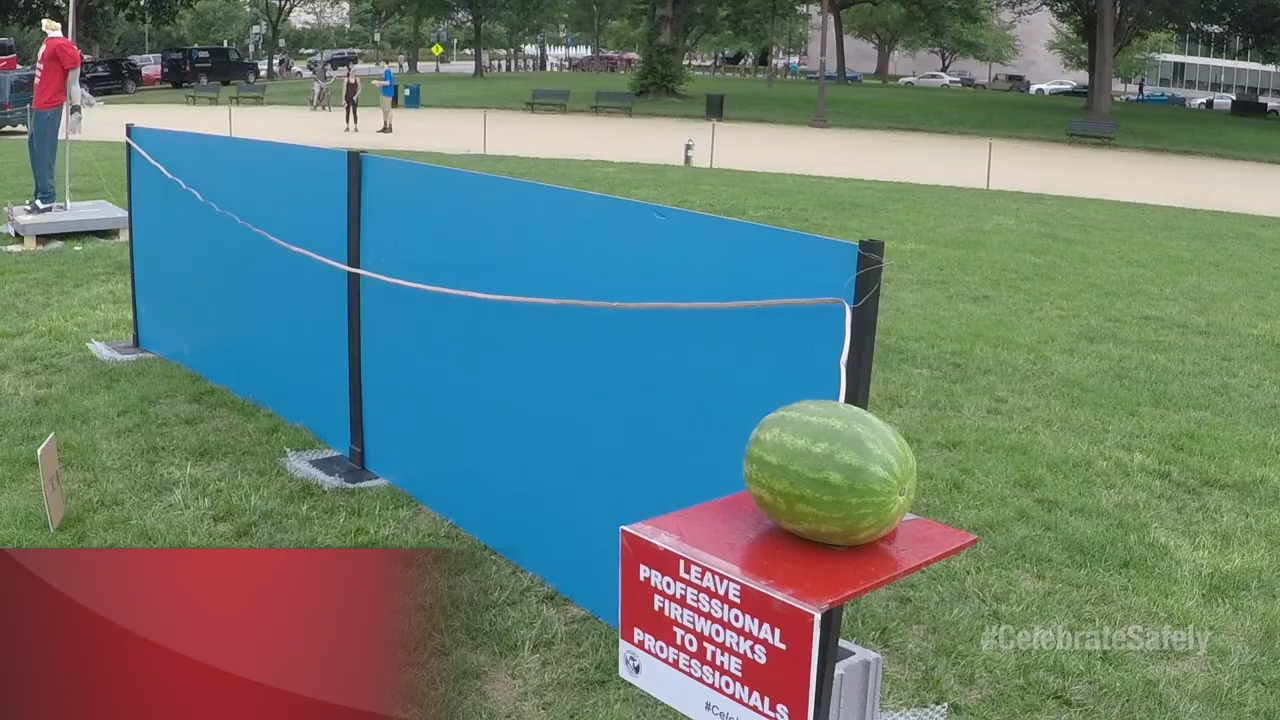 LEAVE
PROFESSIONAL
FIREWORKS
TO THE
PROFESSIONALS
#CelebrateSafely